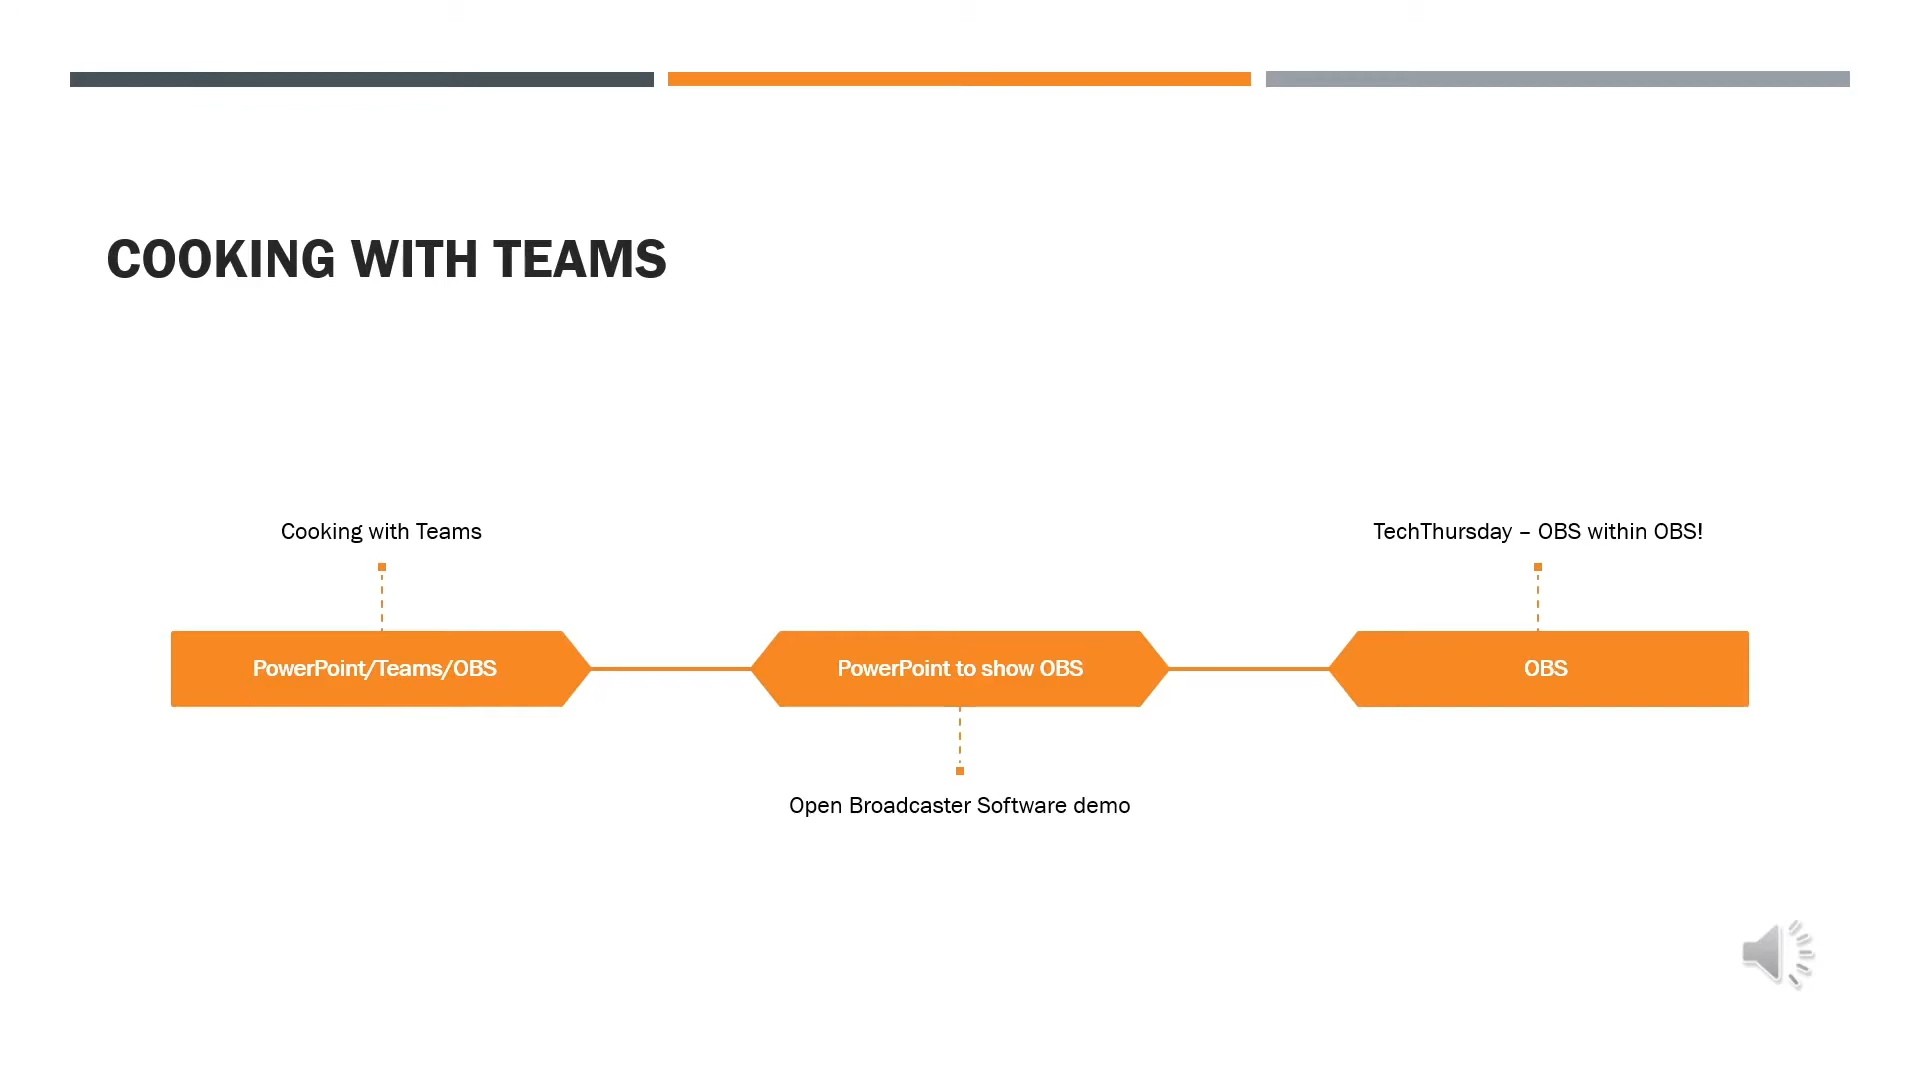 COOKING WITH TEAMS
Cooking with Teams
TechThursday – OBS within OBS!
PowerPoint/Teams/OBS
PowerPoint to show OBS
OBS
Open Broadcaster Software demo